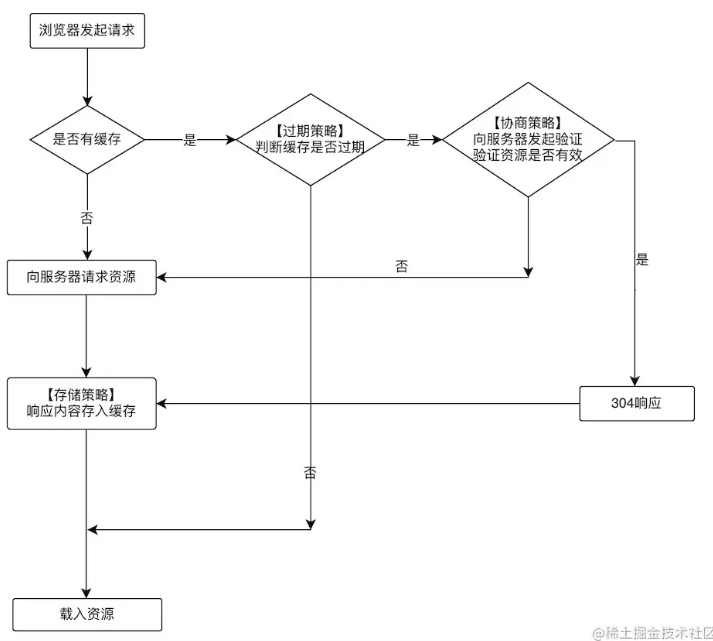 浏览器发起请求
是否有缓存
是
【过期策略】
判断缓存是否过期
是
【协商策略】
向服务器发起验证
验证资源是否有效
否
否
是
向服务器请求资源
【存储策略】
响应内容存入缓存
304响应
否
载入资源
@稀土掘金技术社区